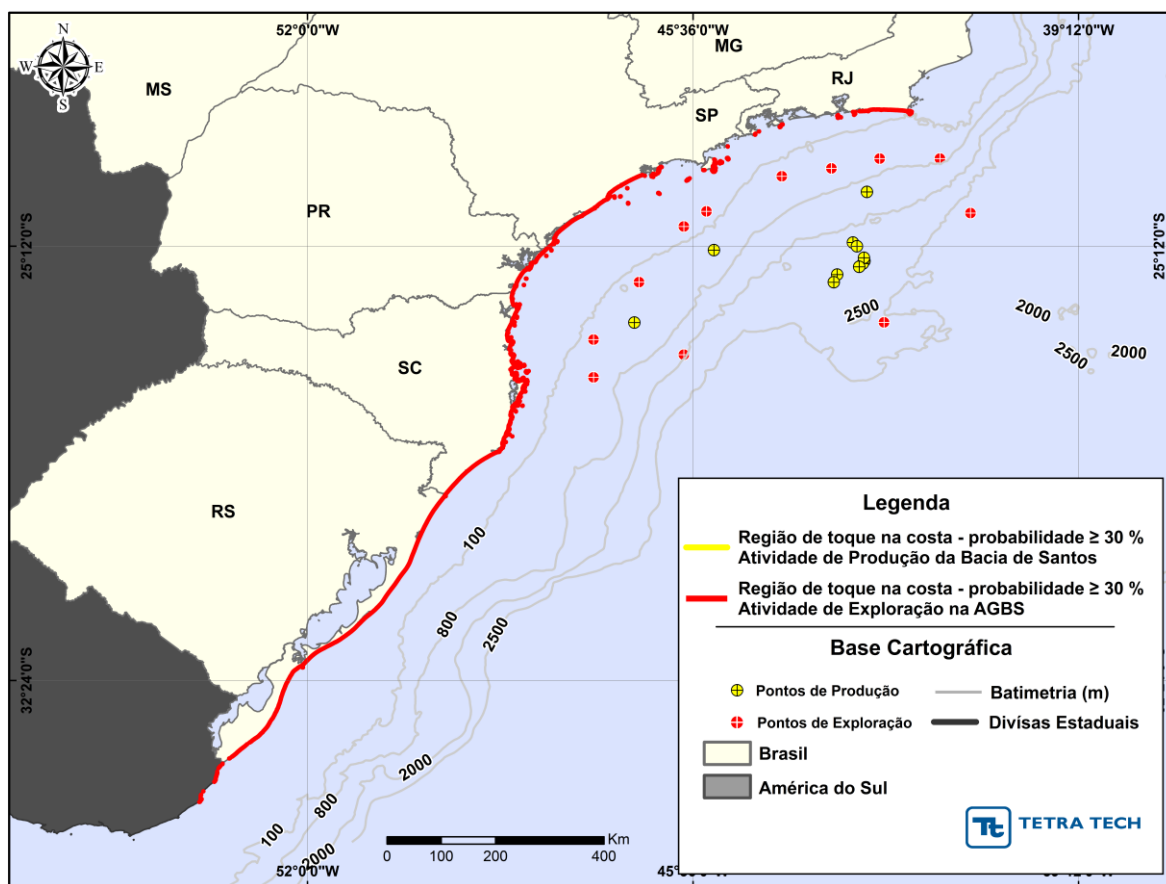 52°0'0"W
45°36'0"W
39°12'0"W
N
W E
S
MS
MG
RJ
SP
PR
25°12'0"S
25°12'0"S
SC
RS
2500
2000
2500
2000
100
800
2500
32°24'0"S
2000
800
100
2000
Legenda
Região de toque na costa - probabilidade ≥ 30 %
Atividade de Produção da Bacia de Santos
Região de toque na costa - probabilidade ≥ 30 %
Atividade de Exploração na AGBS
Base Cartográfica
Pontos de Produção
Batimetria (m)
Pontos de Exploração
Divisas Estaduais
Brasil
América do Sul
Tt TETRA TECH
Km
0 100 200 400
52°0'0"W